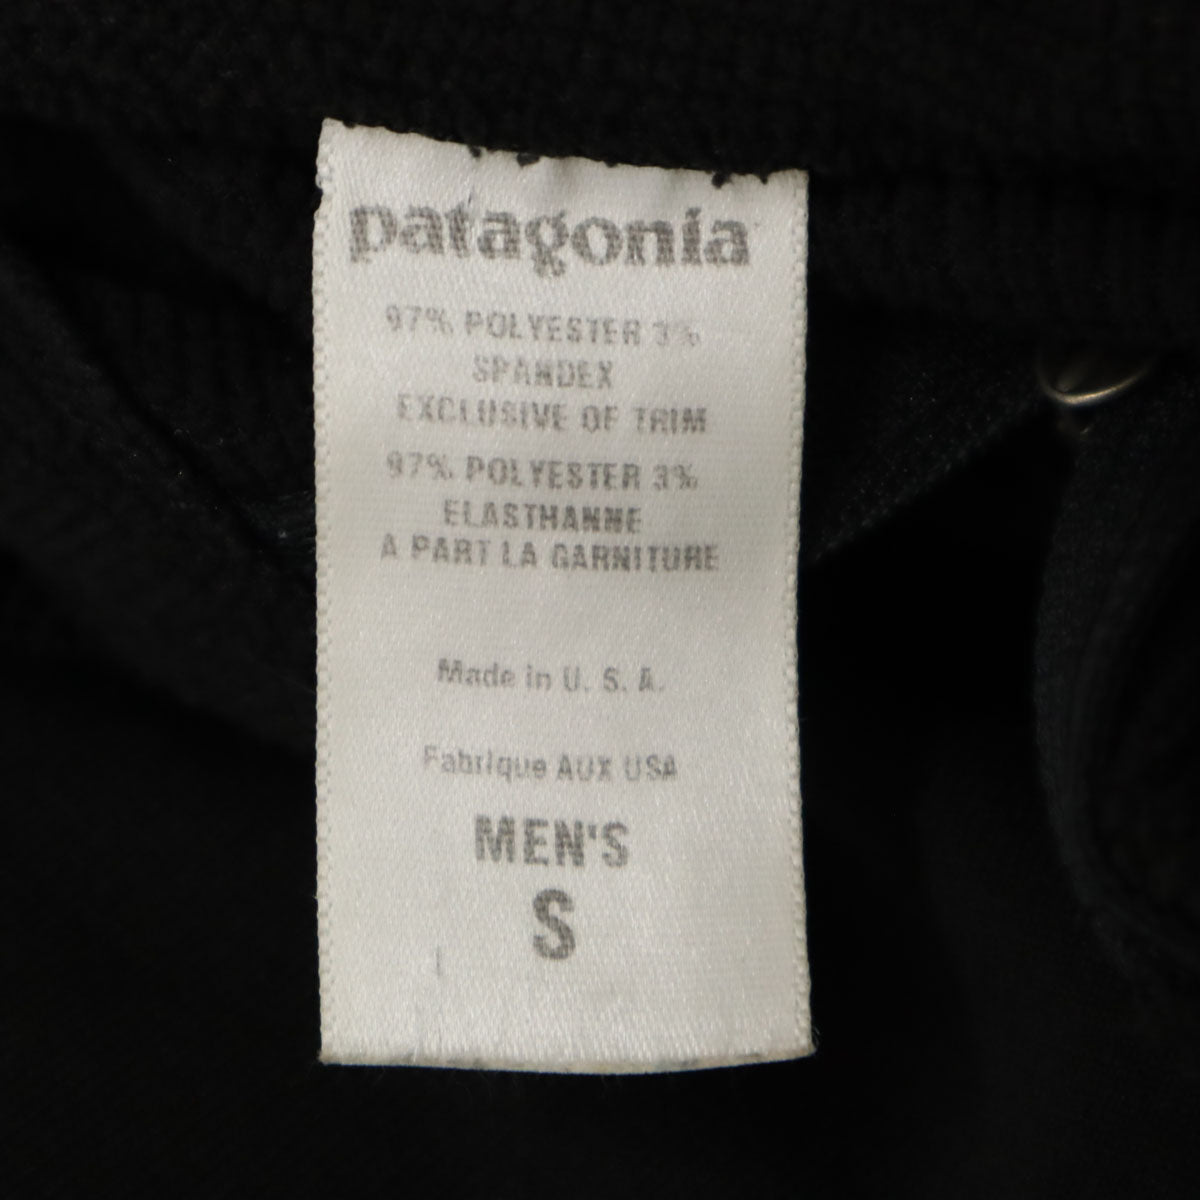 patagonia
97% POLYESTER 3%
SPANDEX
EXCLUSIVE OF TRIM
97% POLYESTER 3%
ELASTHANNE
A PART LA GARNITURE
Made in U. S. A.
Fabrique AUX USA
MEN'S
S